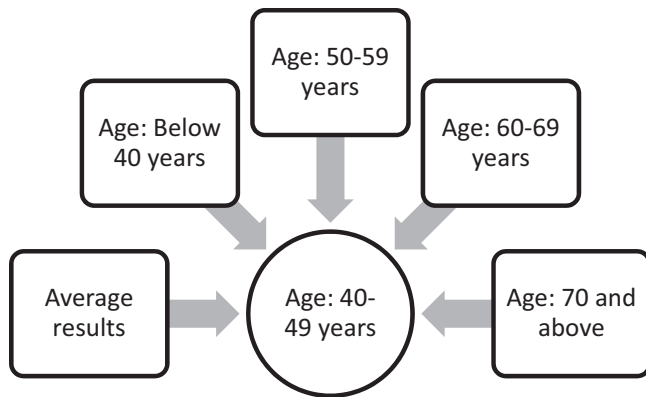 Age: 50-59
years
Age: Below
40 years
Age: 60-69
years
Average
results
Age: 40-
49 years
Age: 70 and
above